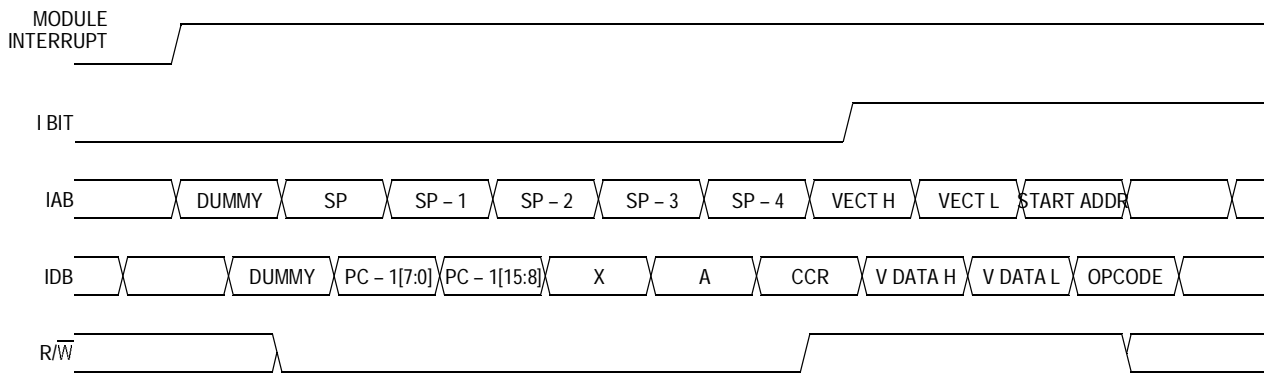 MODULE
INTERRUPT
I BIT
IAB DUMMY SP SP – 1 SP – 2 SP – 3 SP – 4 VECT H VECT L START ADDR
IDB DUMMY PC – 1[7:0] PC – 1[15:8] X A CCR V DATA H V DATA L OPCODE
R/W̅